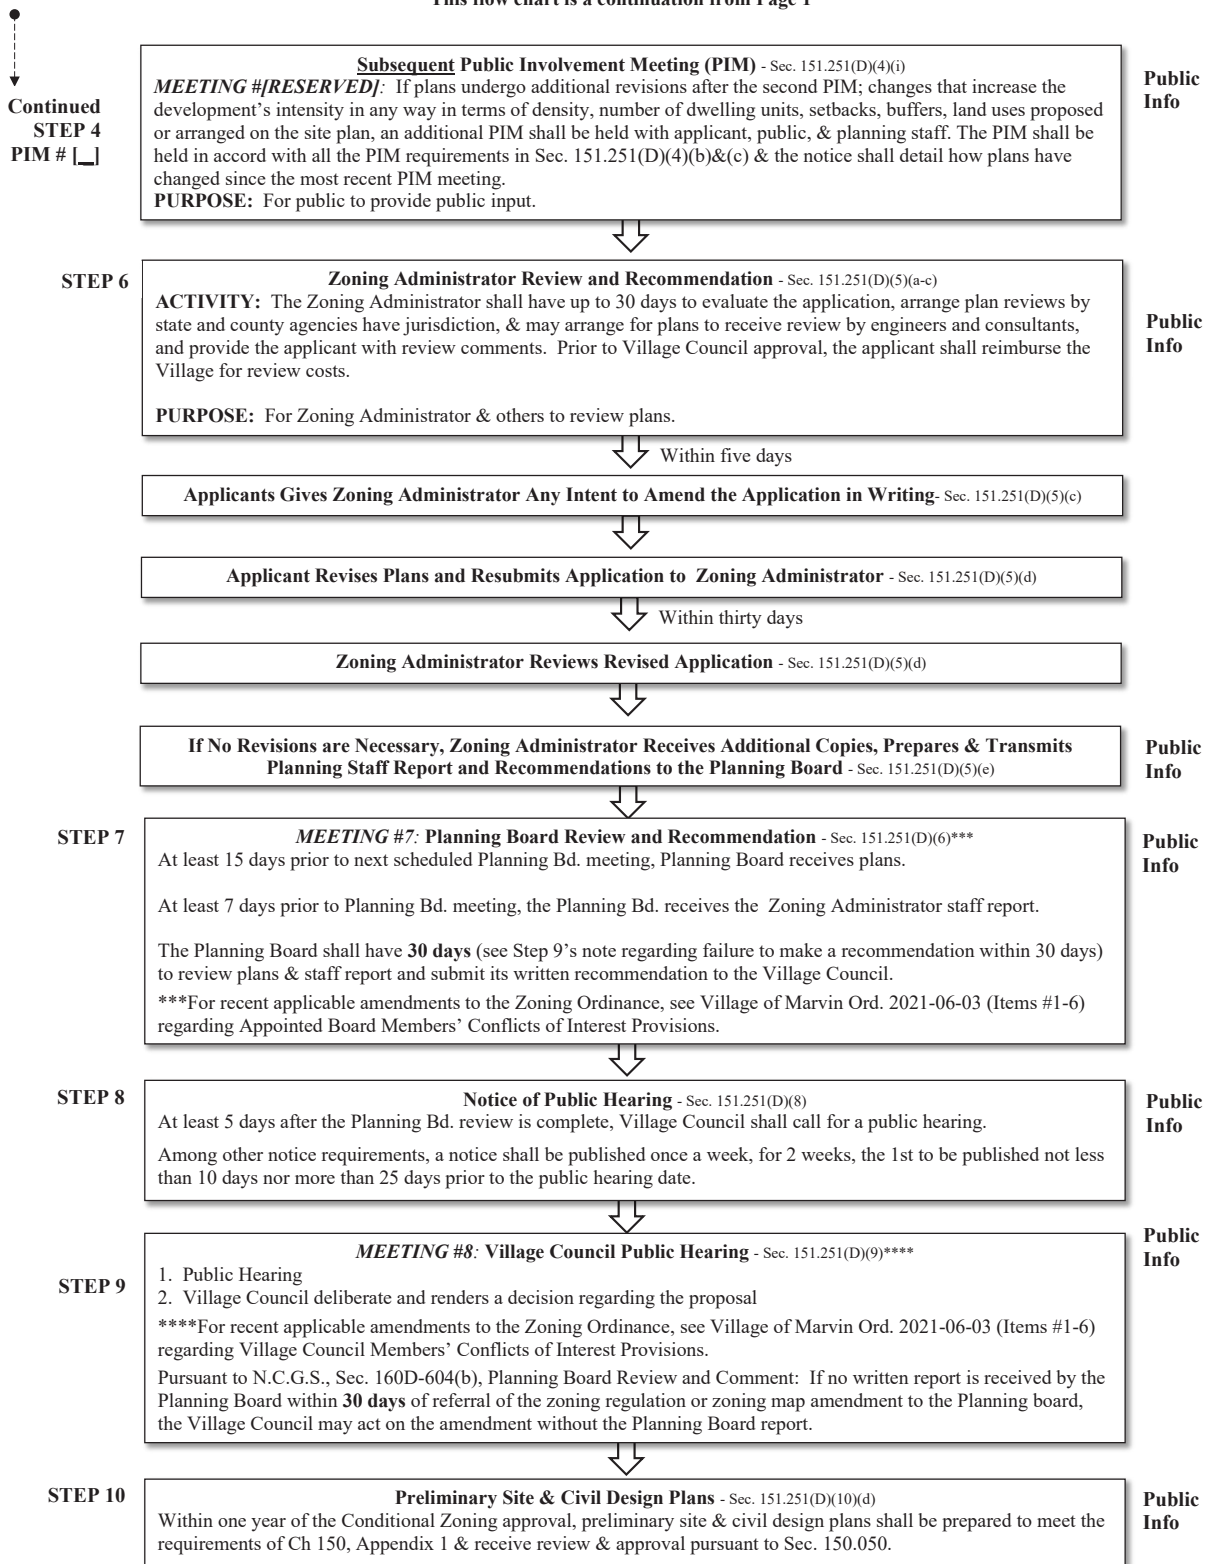 This flow chart is a continuation from Page 1
Continued
STEP 4
PIM # [_]
Subsequent Public Involvement Meeting (PIM) - Sec. 151.251(D)(4)(i)
MEETING #[RESERVED]: If plans undergo additional revisions after the second PIM; changes that increase the
development's intensity in any way in terms of density, number of dwelling units, setbacks, buffers, land uses proposed
or arranged on the site plan, an additional PIM shall be held with applicant, public, & planning staff. The PIM shall be
held in accord with all the PIM requirements in Sec. 151.251(D)(4)(b)&(c) & the notice shall detail how plans have
changed since the most recent PIM meeting.
PURPOSE: For public to provide public input.
Public
Info
STEP 6
Zoning Administrator Review and Recommendation - Sec. 151.251(D)(5)(a-c)
ACTIVITY: The Zoning Administrator shall have up to 30 days to evaluate the application, arrange plan reviews by
state and county agencies have jurisdiction, & may arrange for plans to receive review by engineers and consultants,
and provide the applicant with review comments. Prior to Village Council approval, the applicant shall reimburse the
Village for review costs.
PURPOSE: For Zoning Administrator & others to review plans.
Public
Info
Within five days
Applicants Gives Zoning Administrator Any Intent to Amend the Application in Writing- Sec. 151.251(D)(5)(c)
Applicant Revises Plans and Resubmits Application to Zoning Administrator - Sec. 151.251(D)(5)(d)
Within thirty days
Zoning Administrator Reviews Revised Application - Sec. 151.251(D)(5)(d)
If No Revisions are Necessary, Zoning Administrator Receives Additional Copies, Prepares & Transmits
Planning Staff Report and Recommendations to the Planning Board - Sec. 151.251(D)(5)(e)
Public
Info
STEP 7
MEETING #7: Planning Board Review and Recommendation - Sec. 151.251(D)(6)***
At least 15 days prior to next scheduled Planning Bd. meeting, Planning Board receives plans.
At least 7 days prior to Planning Bd. meeting, the Planning Bd. receives the Zoning Administrator staff report.
The Planning Board shall have 30 days (see Step 9's note regarding failure to make a recommendation within 30 days)
to review plans & staff report and submit its written recommendation to the Village Council.
***For recent applicable amendments to the Zoning Ordinance, see Village of Marvin Ord. 2021-06-03 (Items #1-6)
regarding Appointed Board Members' Conflicts of Interest Provisions.
Public
Info
STEP 8
Notice of Public Hearing - Sec. 151.251(D)(8)
At least 5 days after the Planning Bd. review is complete, Village Council shall call for a public hearing.
Among other notice requirements, a notice shall be published once a week, for 2 weeks, the 1st to be published not less
than 10 days nor more than 25 days prior to the public hearing date.
Public
Info
STEP 9
MEETING #8: Village Council Public Hearing - Sec. 151.251(D)(9)****
1. Public Hearing
2. Village Council deliberate and renders a decision regarding the proposal
****For recent applicable amendments to the Zoning Ordinance, see Village of Marvin Ord. 2021-06-03 (Items #1-6)
regarding Village Council Members' Conflicts of Interest Provisions.
Pursuant to N.C.G.S., Sec. 160D-604(b), Planning Board Review and Comment: If no written report is received by the
Planning Board within 30 days of referral of the zoning regulation or zoning map amendment to the Planning board,
the Village Council may act on the amendment without the Planning Board report.
Public
Info
STEP 10
Preliminary Site & Civil Design Plans - Sec. 151.251(D)(10)(d)
Within one year of the Conditional Zoning approval, preliminary site & civil design plans shall be prepared to meet the
requirements of Ch 150, Appendix 1 & receive review & approval pursuant to Sec. 150.050.
Public
Info